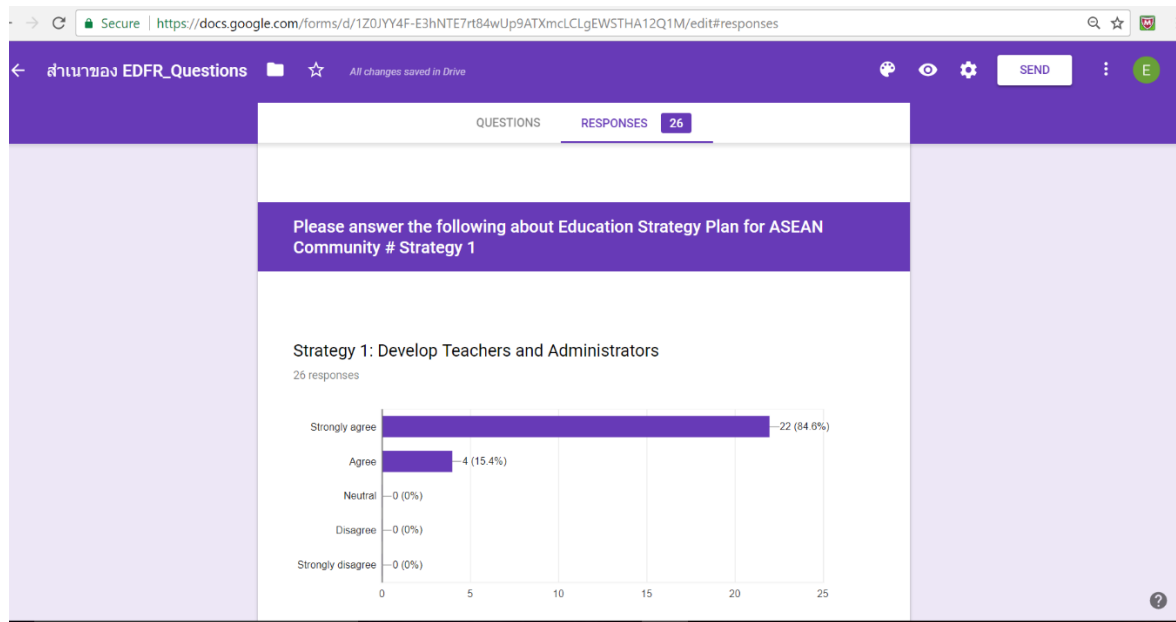 Secure | https://docs.google.com/forms/d/1Z0JYY4F-E3hNTE7rt84wUp9ATXmcLCLgEWSTHA12Q1M/edit#responses
สำเนาของ EDFR_Questions All changes saved in Drive SEND E
QUESTIONS RESPONSES 26
Please answer the following about Education Strategy Plan for ASEAN
Community # Strategy 1
Strategy 1: Develop Teachers and Administrators
26 responses
Strongly agree 22 (84.6%)
Agree 4 (15.4%)
Neutral 0 (0%)
Disagree 0 (0%)
Strongly disagree 0 (0%)
0 5 10 15 20 25